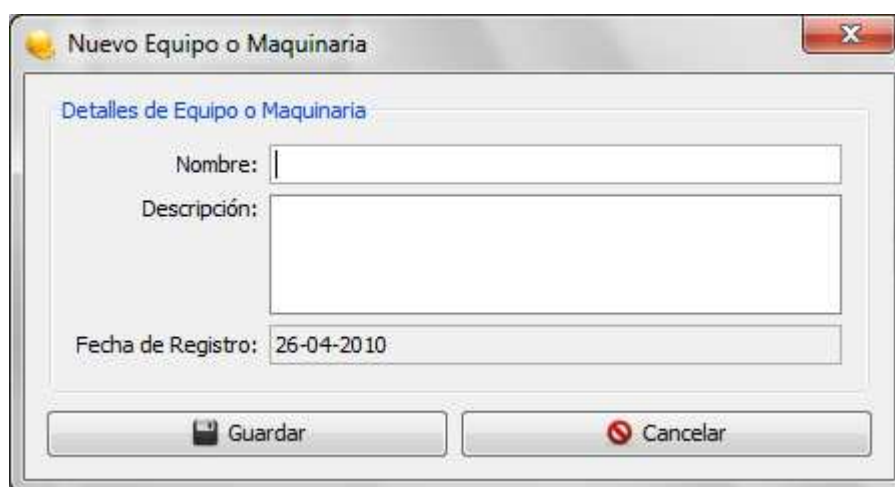 Nuevo Equipo o Maquinaria
Detalles de Equipo o Maquinaria
Nombre:
Descripción:
Fecha de Registro: 26-04-2010
Guardar Cancelar